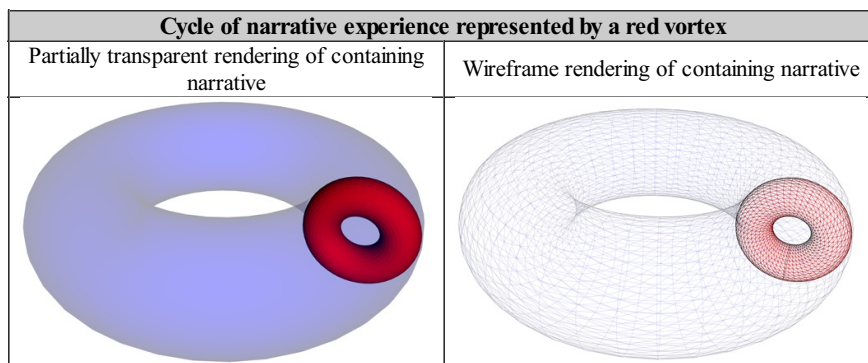 Cycle of narrative experience represented by a red vortex
Partially transparent rendering of containing
narrative
Wireframe rendering of containing narrative